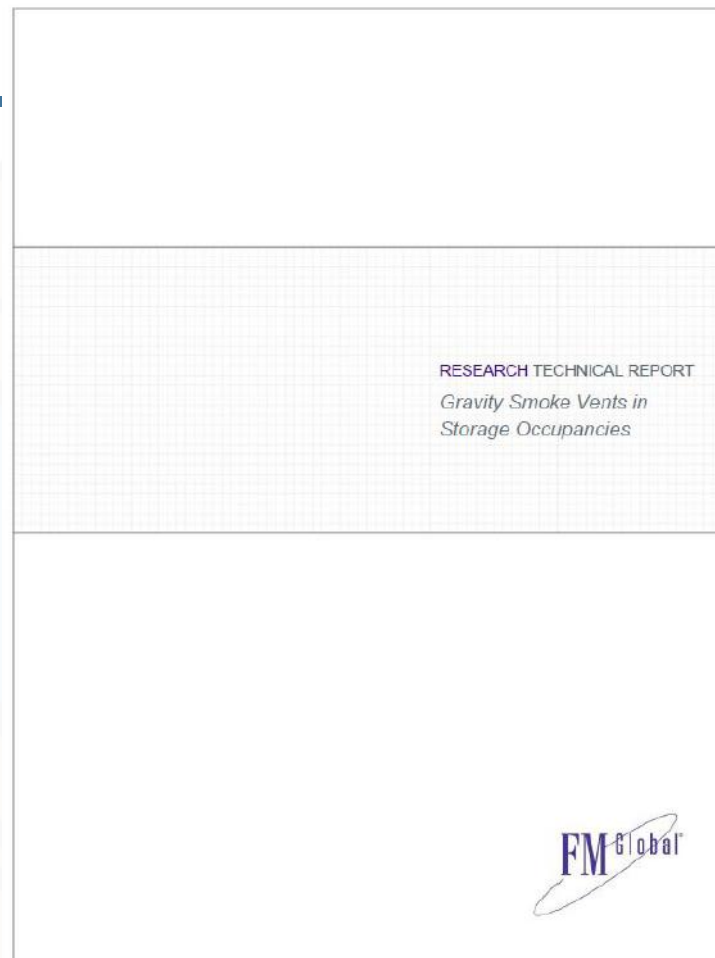 RESEARCH TECHNICAL REPORT
Gravity Smoke Vents in
Storage Occupancies
FM Global®